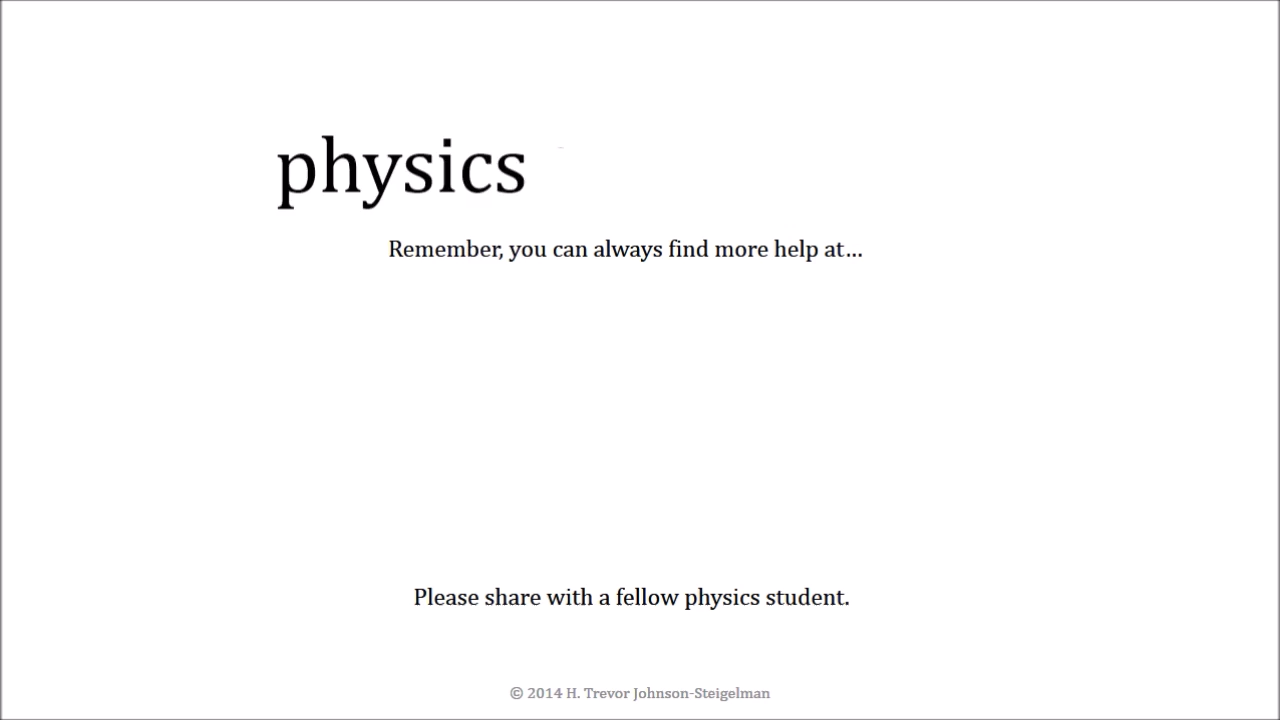 physics
Remember, you can always find more help at…
Please share with a fellow physics student.
© 2014 H. Trevor Johnson-Steigelman